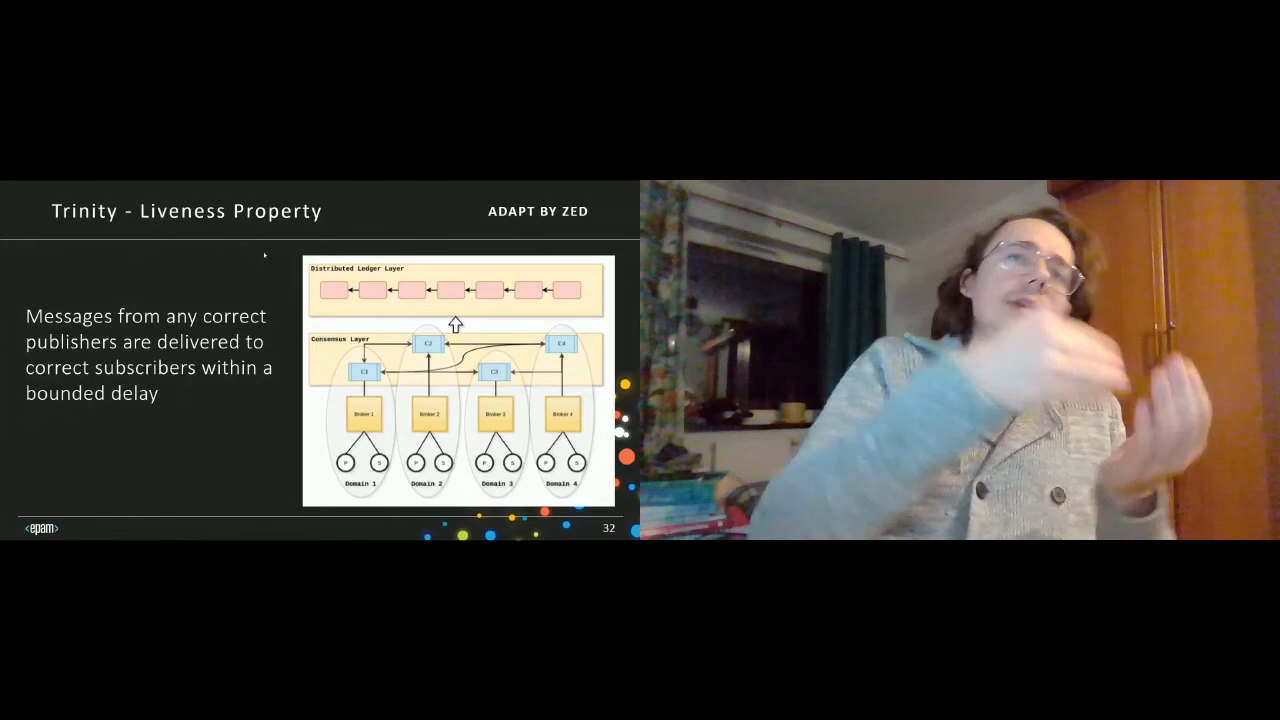 Trinity - Liveness Property
ADAPT BY ZED
Messages from any correct
publishers are delivered to
correct subscribers within a
bounded delay
Distributed Ledger Layer
Consensus Layer
C2
C4
C1
C3
Broker 1
Broker 2
Broker 3
Broker 4
P
S
P
S
P
S
P
S
Domain 1
Domain 2
Domain 3
Domain 4
<epam>
32